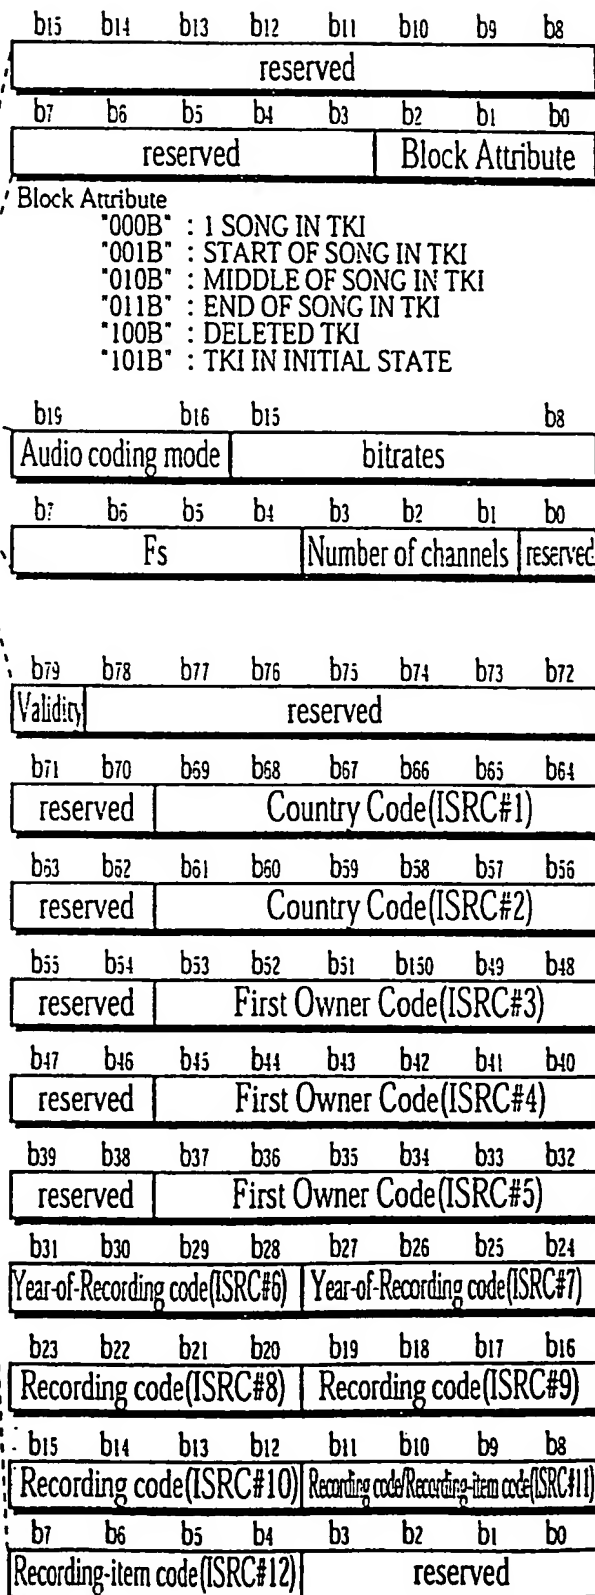 b15 b14 b13 b12 b11 b10 b9 b8
reserved
b7 b6 b5 b4 b3 b2 b1 b0
reserved Block Attribute
Block Attribute
"000B" : 1 SONG IN TKI
"001B" : START OF SONG IN TKI
"010B" : MIDDLE OF SONG IN TKI
"011B" : END OF SONG IN TKI
"100B" : DELETED TKI
"101B" : TKI IN INITIAL STATE
b19 b16 b15 b8
Audio coding mode bitrates
b7 b6 b5 b4 b3 b2 b1 b0
Fs Number of channels reserved
b79 b78 b77 b76 b75 b74 b73 b72
Validity reserved
b71 b70 b69 b68 b67 b66 b65 b64
reserved Country Code(ISRC#1)
b63 b62 b61 b60 b59 b58 b57 b56
reserved Country Code(ISRC#2)
b55 b54 b53 b52 b51 b150 b49 b48
reserved First Owner Code(ISRC#3)
b47 b46 b45 b44 b43 b42 b41 b40
reserved First Owner Code(ISRC#4)
b39 b38 b37 b36 b35 b34 b33 b32
reserved First Owner Code(ISRC#5)
b31 b30 b29 b28 b27 b26 b25 b24
Year-of-Recording code(ISRC#6) Year-of-Recording code(ISRC#7)
b23 b22 b21 b20 b19 b18 b17 b16
Recording code(ISRC#8) Recording code(ISRC#9)
b15 b14 b13 b12 b11 b10 b9 b8
Recording code(ISRC#10) Recording code/Recording-item code(ISRC#11)
b7 b6 b5 b4 b3 b2 b1 b0
Recording-item code(ISRC#12) reserved